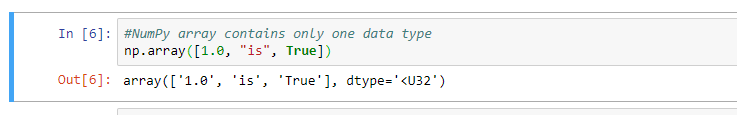 In [6]: #NumPy array contains only one data type
np.array([1.0, "is", True])
Out[6]: array(['1.0', 'is', 'True'], dtype='<U32')